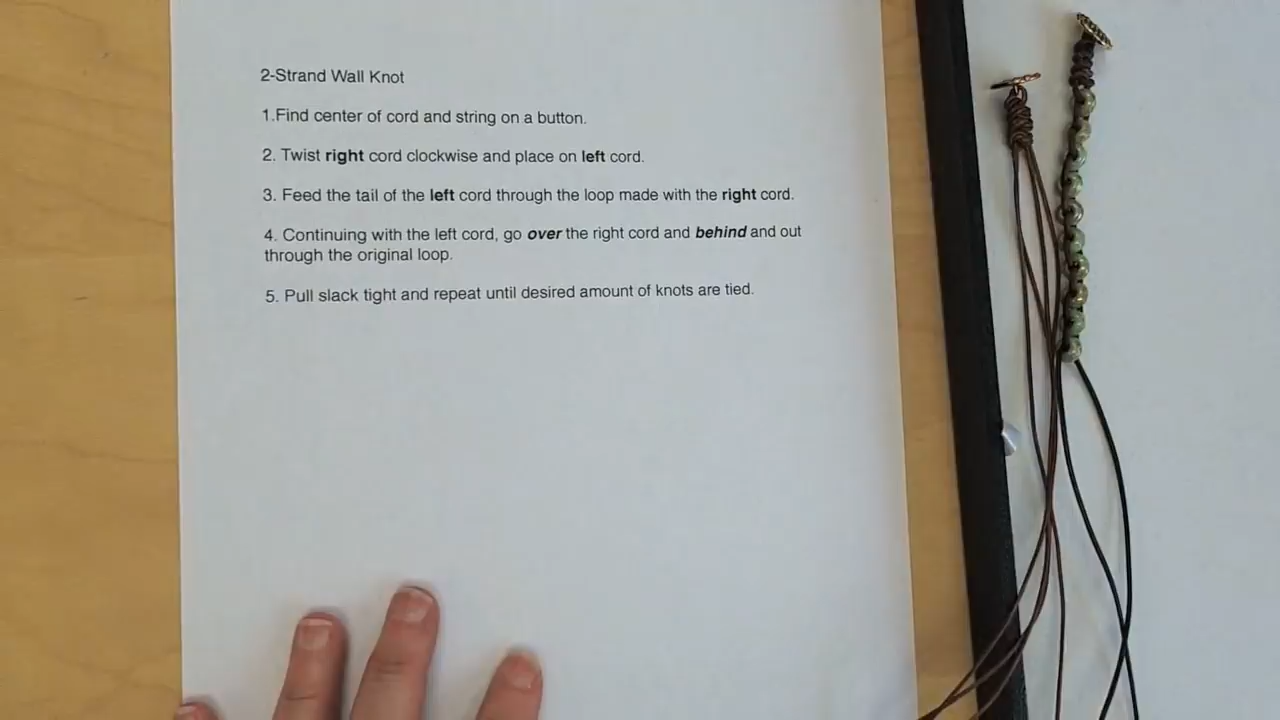 2-Strand Wall Knot
1.Find center of cord and string on a button.
2. Twist right cord clockwise and place on left cord.
3. Feed the tail of the left cord through the loop made with the right cord.
4. Continuing with the left cord, go over the right cord and behind and out
through the original loop.
5. Pull slack tight and repeat until desired amount of knots are tied.